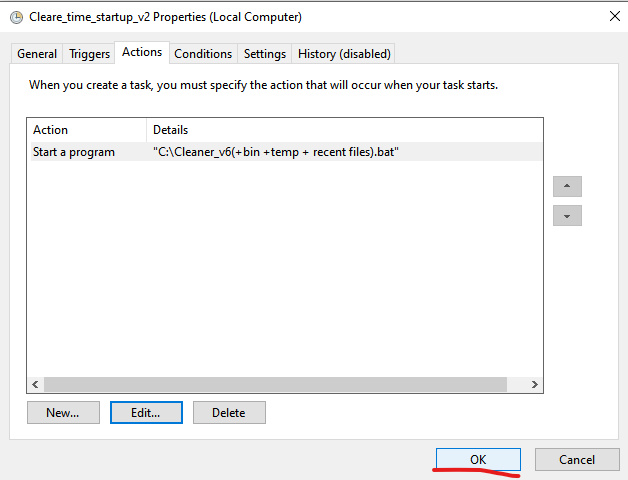 Cleare_time_startup_v2 Properties (Local Computer)
General Triggers Actions Conditions Settings History (disabled)
When you create a task, you must specify the action that will occur when your task starts.
Action Details
Start a program "C:\Cleaner_v6(+bin +temp + recent files).bat"
New... Edit... Delete
OK Cancel